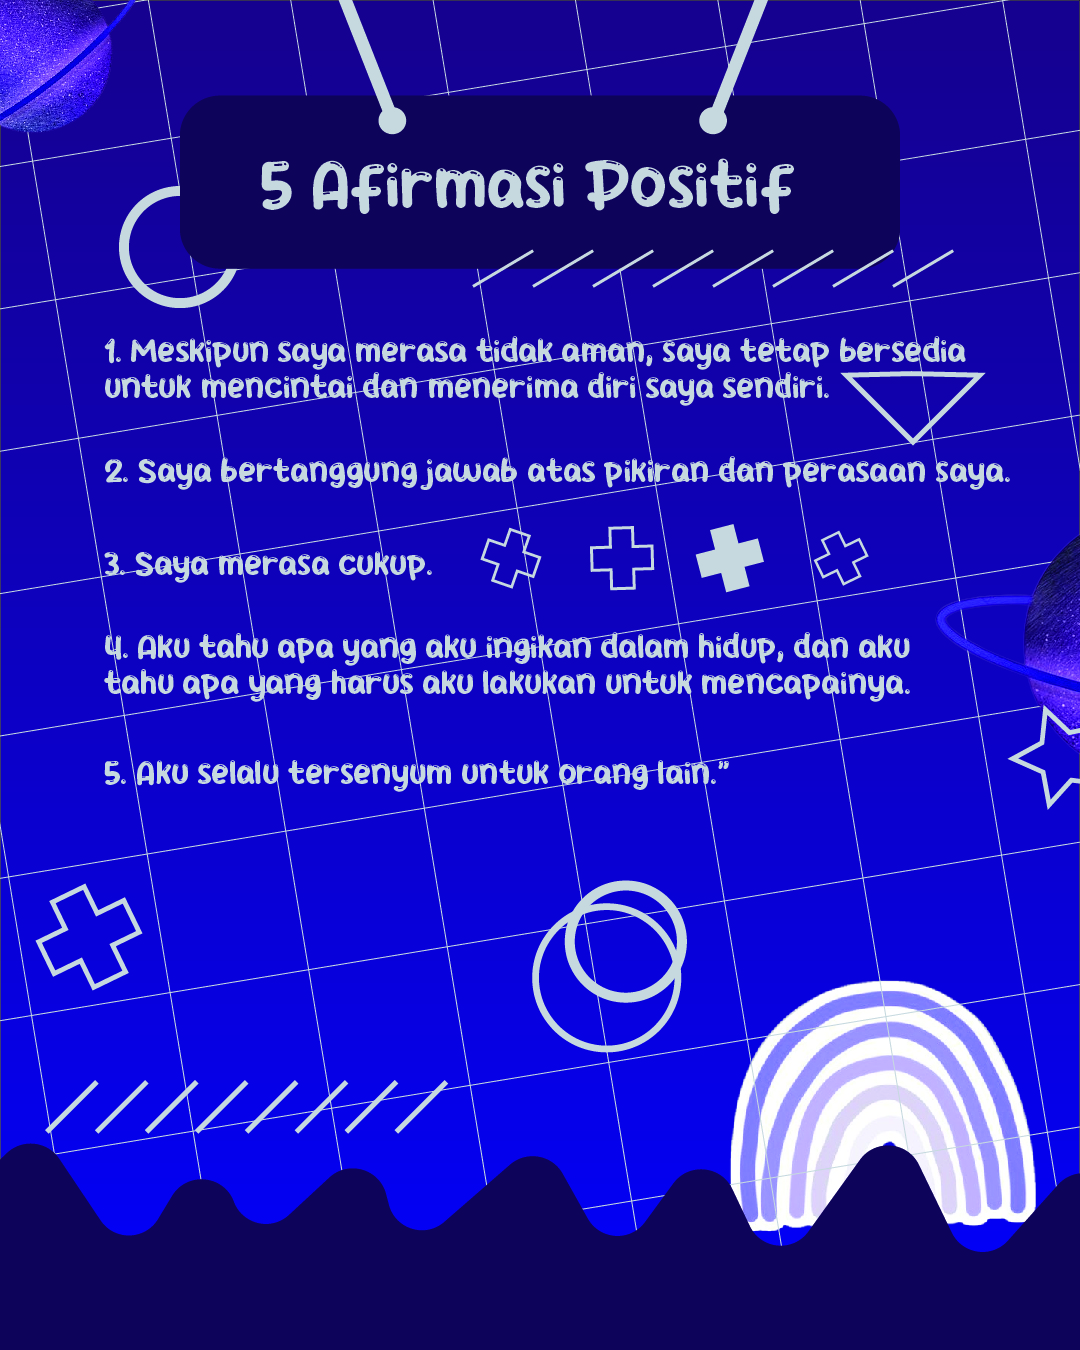 5 Afirmasi Positif
1. Meskipun saya merasa tidak aman, saya tetap bersedia
untuk mencintai dan menerima diri saya sendiri.
2. Saya bertanggung jawab atas pikiran dan perasaan saya.
3. Saya merasa cukup.
4. Aku tahu apa yang aku ingikan dalam hidup, dan aku
tahu apa yang harus aku lakukan untuk mencapainya.
5. Aku selalu tersenyum untuk orang lain.”